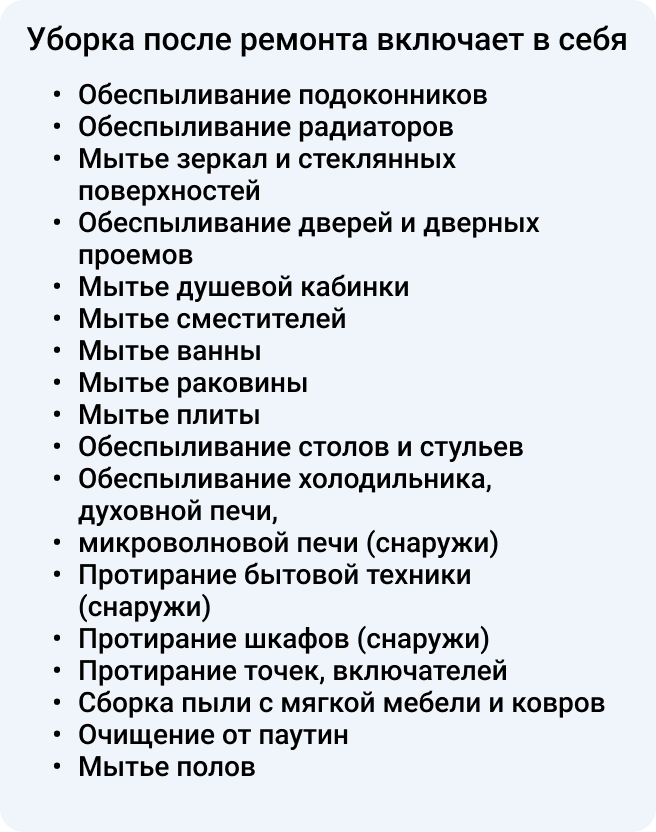 Уборка после ремонта включает в себя
• Обеспыливание подоконников
• Обеспыливание радиаторов
• Мытье зеркал и стеклянных
поверхностей
• Обеспыливание дверей и дверных
проемов
• Мытье душевой кабинки
• Мытье сместителей
• Мытье ванны
• Мытье раковины
• Мытье плиты
• Обеспыливание столов и стульев
• Обеспыливание холодильника,
духовной печи,
• микроволновой печи (снаружи)
• Протирание бытовой техники
(снаружи)
• Протирание шкафов (снаружи)
• Протирание точек, включателей
• Сборка пыли с мягкой мебели и ковров
• Очищение от паутин
• Мытье полов